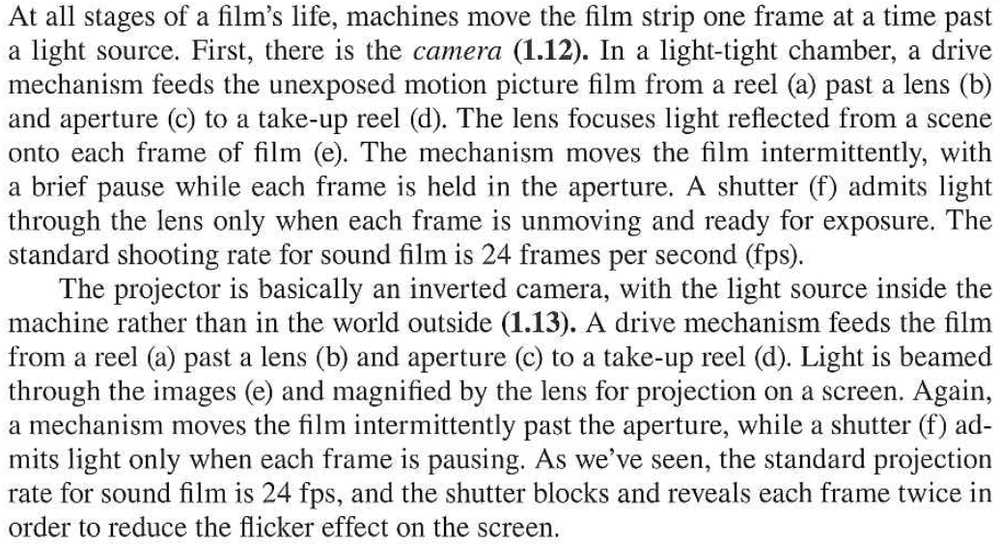 At all stages of a film's life, machines move the film strip one frame at a time past
a light source. First, there is the camera (1.12). In a light-tight chamber, a drive
mechanism feeds the unexposed motion picture film from a reel (a) past a lens (b)
and aperture (c) to a take-up reel (d). The lens focuses light reflected from a scene
onto each frame of film (e). The mechanism moves the film intermittently, with
a brief pause while each frame is held in the aperture. A shutter (f) admits light
through the lens only when each frame is unmoving and ready for exposure. The
standard shooting rate for sound film is 24 frames per second (fps).
The projector is basically an inverted camera, with the light source inside the
machine rather than in the world outside (1.13). A drive mechanism feeds the film
from a reel (a) past a lens (b) and aperture (c) to a take-up reel (d). Light is beamed
through the images (e) and magnified by the lens for projection on a screen. Again,
a mechanism moves the film intermittently past the aperture, while a shutter (f) ad-
mits light only when each frame is pausing. As we've seen, the standard projection
rate for sound film is 24 fps, and the shutter blocks and reveals each frame twice in
order to reduce the flicker effect on the screen.